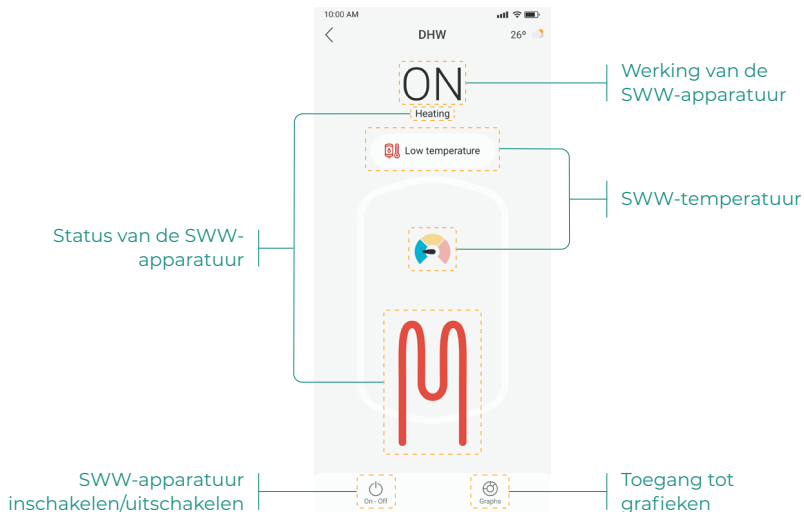 10:00 AM
DHW
26º
ON
Heating
Low temperature
On - Off
Graphs
Werking van de
SWW-apparatuur
SWW-temperatuur
Status van de SWW-
apparatuur
SWW-apparatuur
inschakelen/uitschakelen
Toegang tot
grafieken